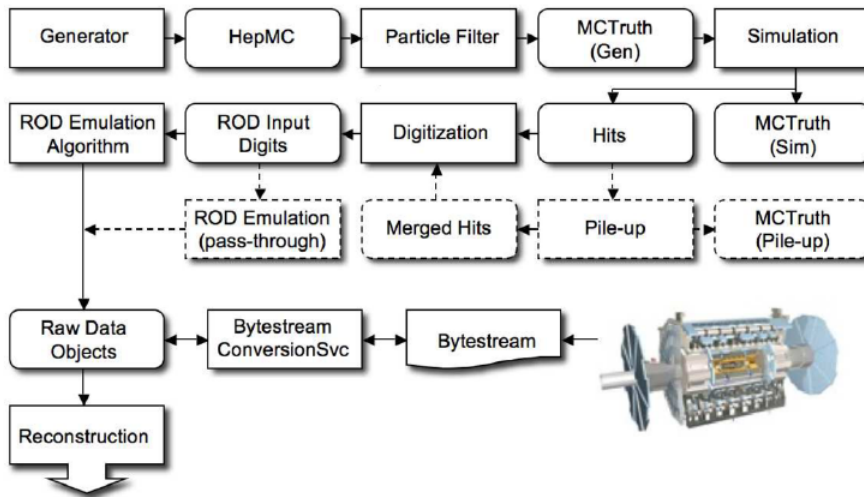 Generator
HepMC
Particle Filter
MCTruth
(Gen)
Simulation
ROD Emulation
Algorithm
ROD Input
Digits
Digitization
Hits
MCTruth
(Sim)
ROD Emulation
(pass-through)
Merged Hits
Pile-up
MCTruth
(Pile-up)
Raw Data
Objects
Bytestream
ConversionSvc
Bytestream
Reconstruction